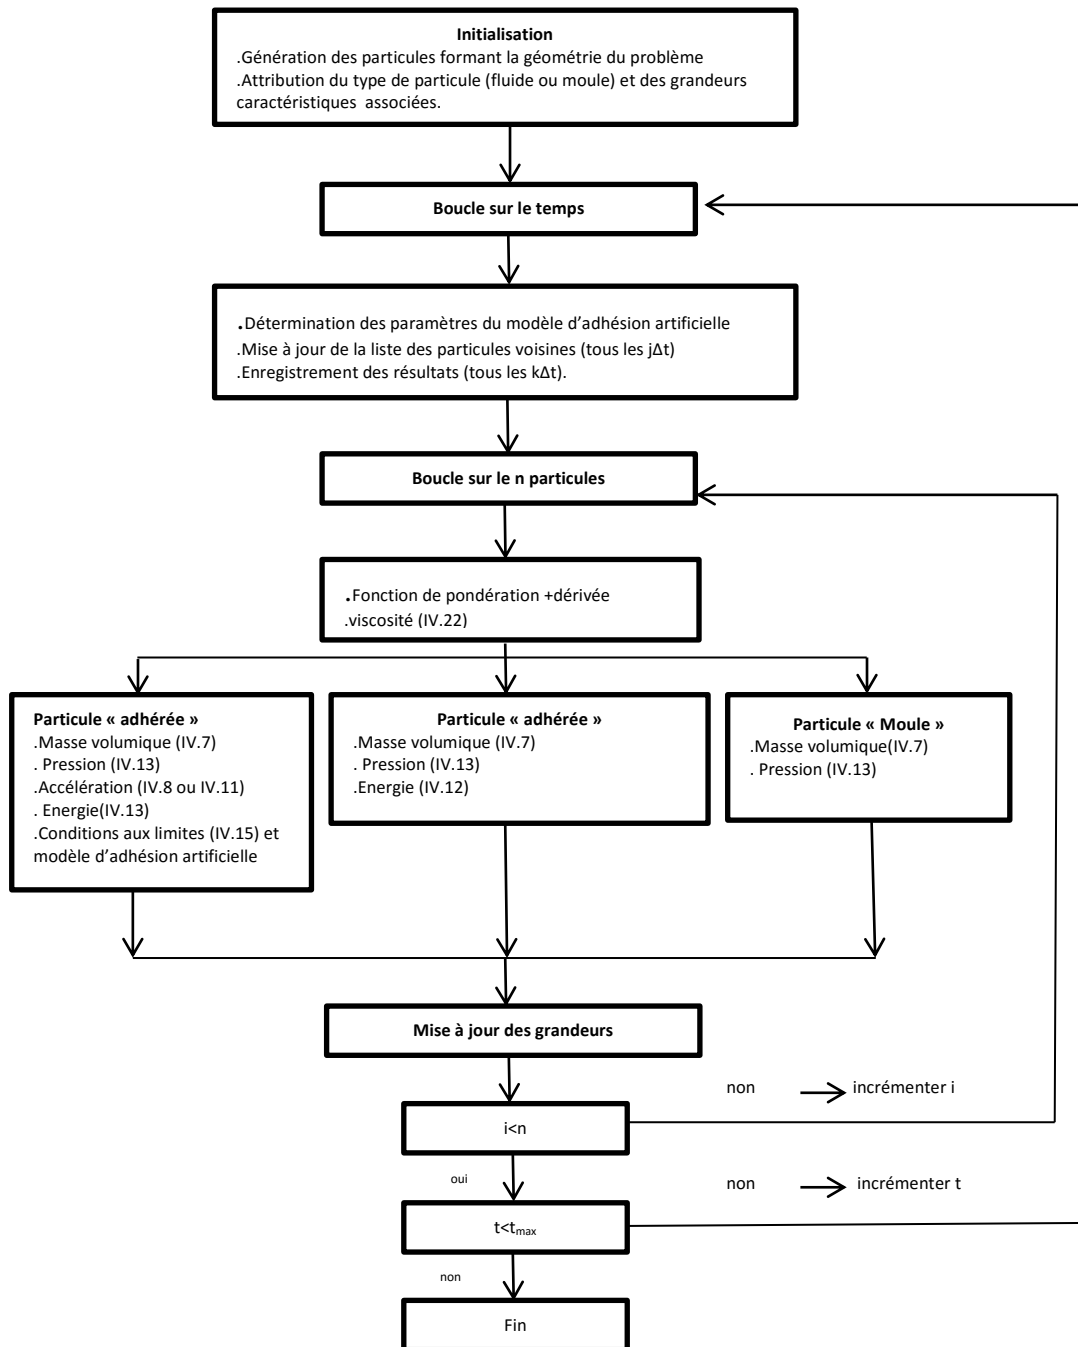 Initialisation
.Génération des particules formant la géométrie du problème
.Attribution du type de particule (fluide ou moule) et des grandeurs
caractéristiques associées.
Boucle sur le temps
.Détermination des paramètres du modèle d'adhésion artificielle
.Mise à jour de la liste des particules voisines (tous les jΔt)
.Enregistrement des résultats (tous les kΔt).
Boucle sur le n particules
.Fonction de pondération +dérivée
.viscosité (IV.22)
Particule « adhérée »
.Masse volumique (IV.7)
. Pression (IV.13)
.Accélération (IV.8 ou IV.11)
. Energie(IV.13)
.Conditions aux limites (IV.15) et
modèle d'adhésion artificielle
Particule « adhérée »
.Masse volumique (IV.7)
. Pression (IV.13)
.Energie (IV.12)
Particule « Moule »
.Masse volumique(IV.7)
. Pression (IV.13)
Mise à jour des grandeurs
non incrémenter i
i<n
oui
non incrémenter t
t<tmax
non
Fin